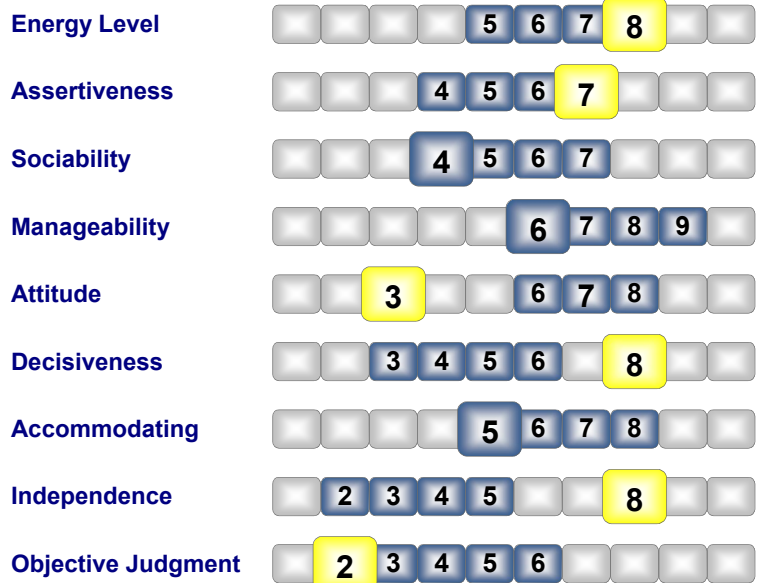 Energy Level 5 6 7 8
Assertiveness 4 5 6 7
Sociability 4 5 6 7
Manageability 6 7 8 9
Attitude 3 6 7 8
Decisiveness 3 4 5 6 8
Accommodating 5 6 7 8
Independence 2 3 4 5 8
Objective Judgment 2 3 4 5 6